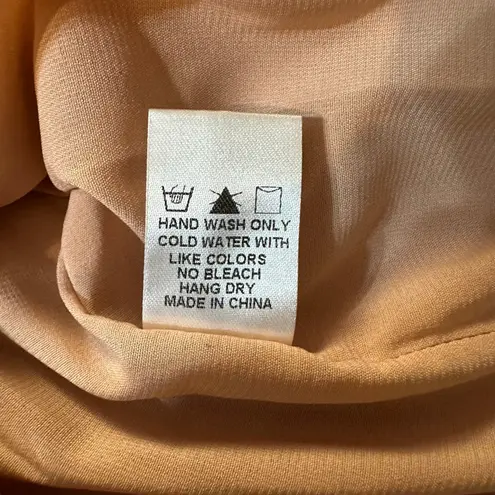 HAND WASH ONLY
COLD WATER WITH
LIKE COLORS
NO BLEACH
HANG DRY
MADE IN CHINA